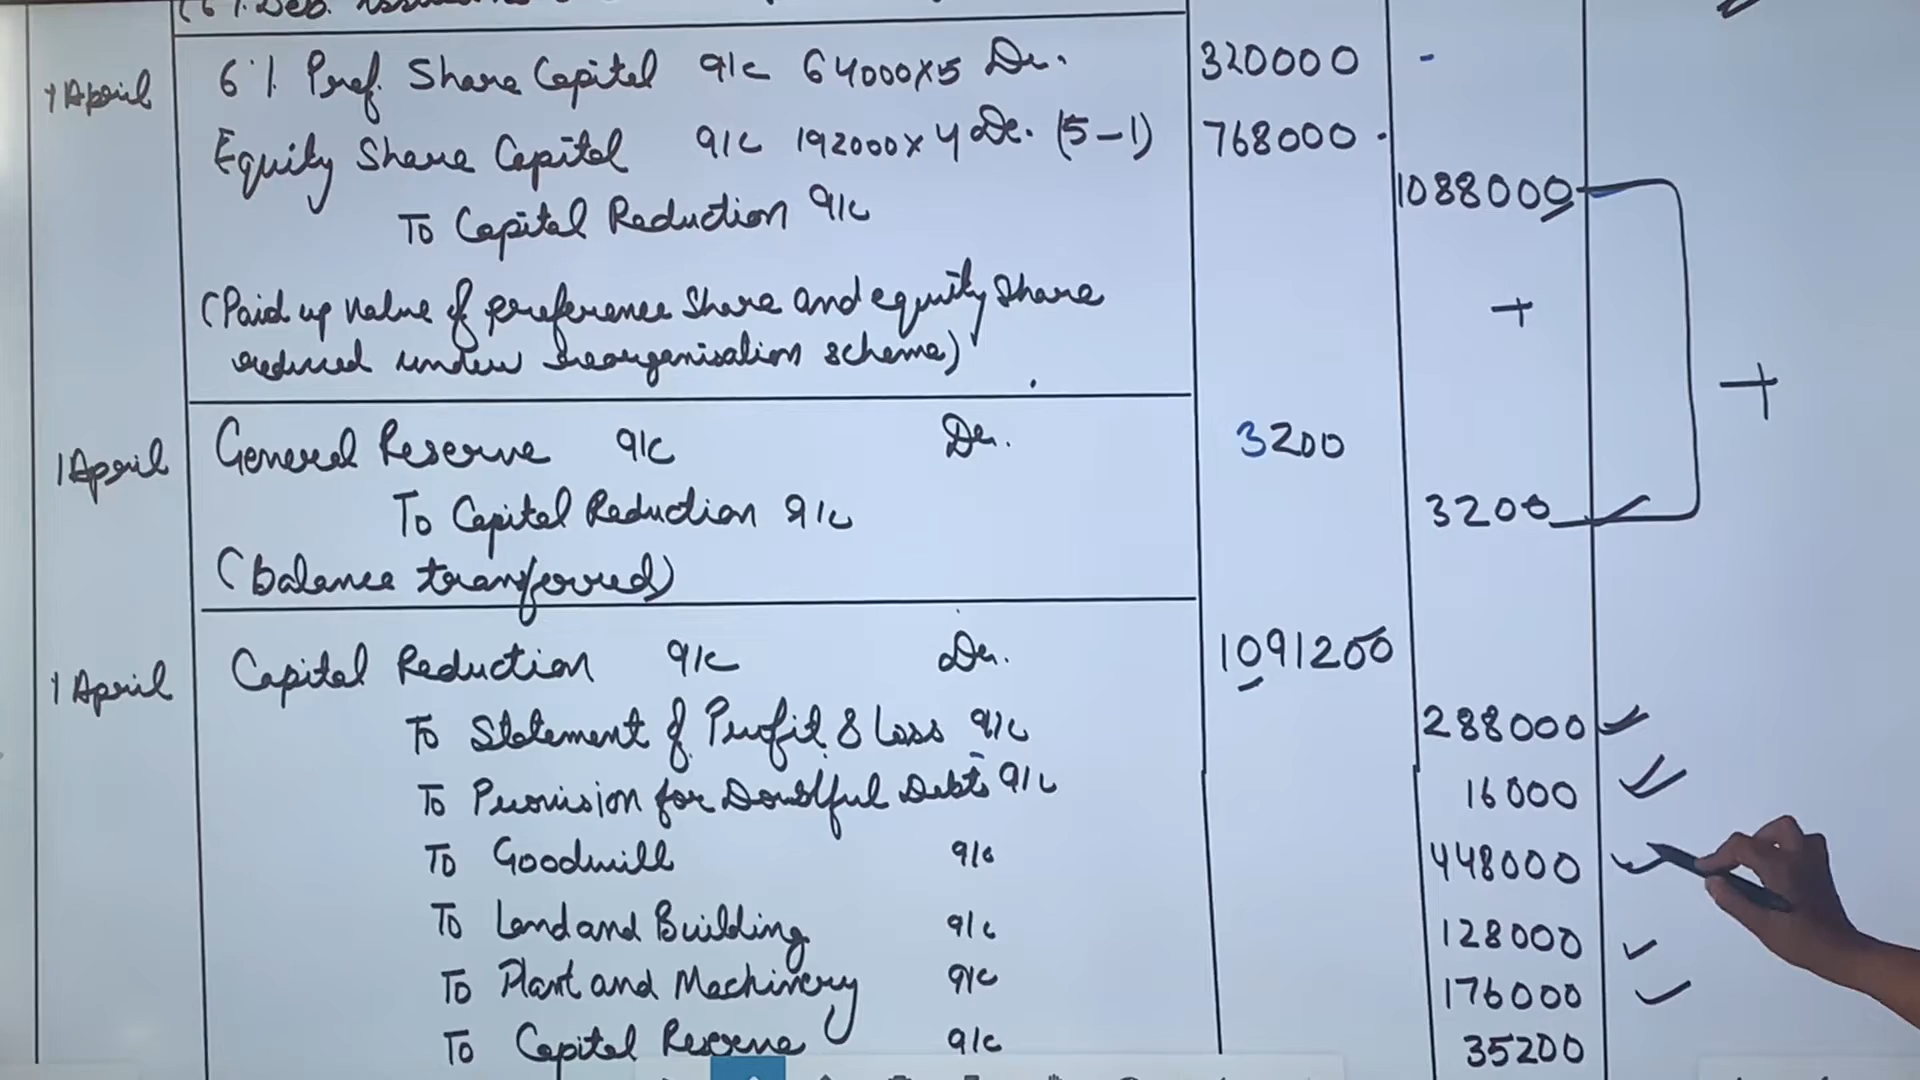 1 April 6% Pref. Share Capital a/c 64000×5 Dr. 320000 -
Equity Share Capital a/c 192000×4 Dr. (5-1) 768000
To Capital Reduction a/c 1088000
(Paid up value of preference share and equity share +
reduced under reorganisation scheme) +
1 April General Reserve a/c Dr. 3200
To Capital Reduction a/c 3200
(balance transferred)
1 April Capital Reduction a/c Dr. 1091200
To Statement of Profit & Loss a/c 288000
To Provision for Doubtful Debts a/c 16000
To Goodwill a/c 448000
To Land and Building a/c 128000
To Plant and Machinery a/c 176000
To Capital Reserve a/c 35200